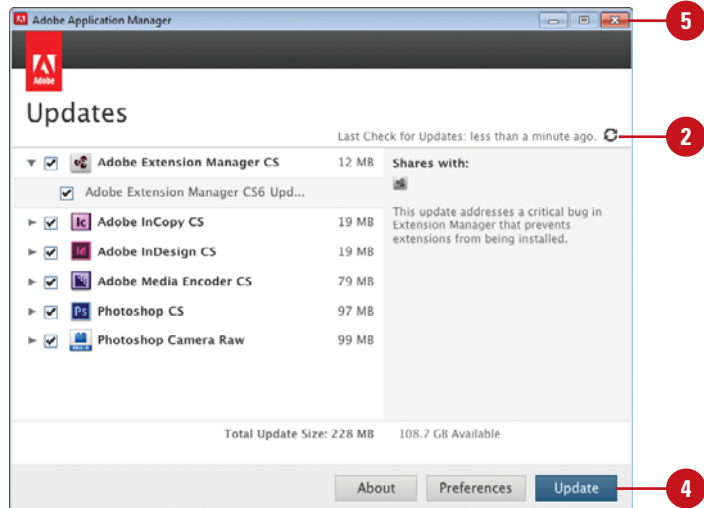 Adobe Application Manager
5
Adobe
Updates
Last Check for Updates: less than a minute ago.
2
Adobe Extension Manager CS 12 MB
Shares with:
Adobe Extension Manager CS6 Upd...
This update addresses a critical bug in
Extension Manager that prevents
extensions from being installed.
Ic Adobe InCopy CS 19 MB
Id Adobe InDesign CS 19 MB
Adobe Media Encoder CS 79 MB
Ps Photoshop CS 97 MB
Photoshop Camera Raw 99 MB
Total Update Size: 228 MB 108.7 GB Available
About Preferences Update
4